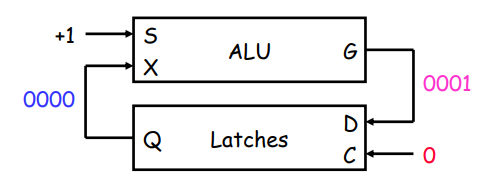 +1 S ALU G
X
0000 0001
Q Latches D
C 0